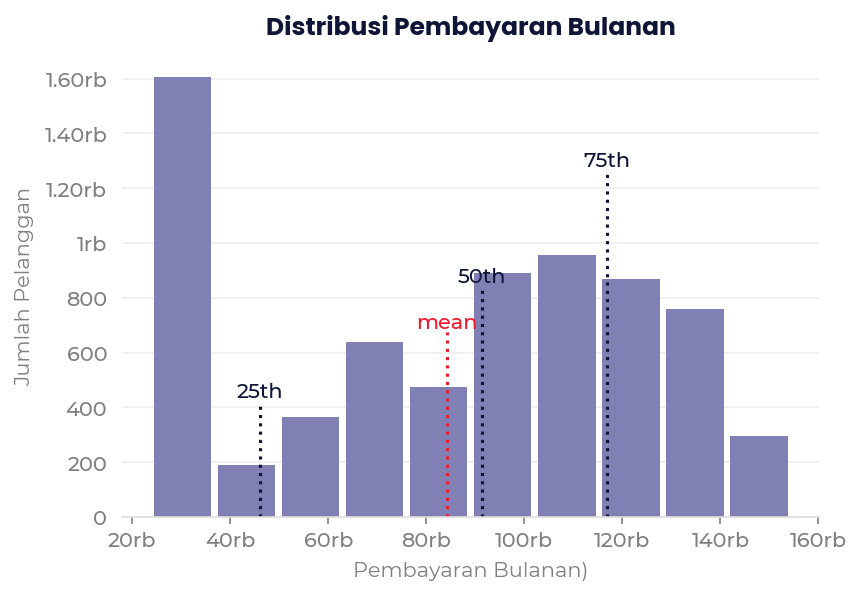 Distribusi Pembayaran Bulanan
Jumlah Pelanggan
1.60rb
1.40rb
1.20rb
1rb
800
600
400
200
0
25th
mean
50th
75th
20rb 40rb 60rb 80rb 100rb 120rb 140rb 160rb
Pembayaran Bulanan)